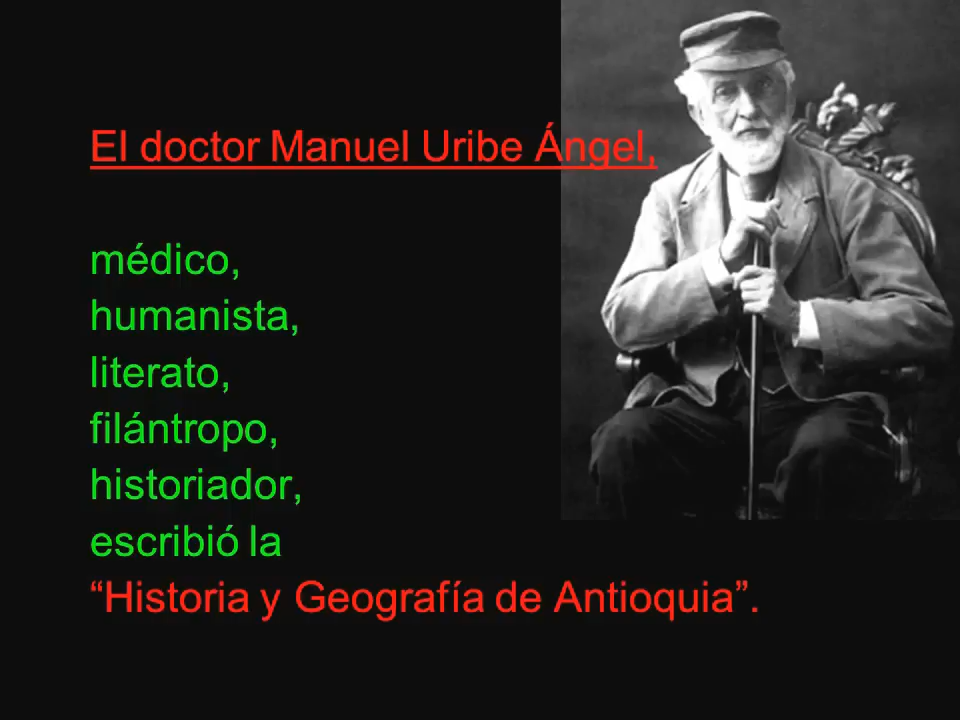 El doctor Manuel Uribe Ángel,
médico,
humanista,
literato,
filántropo,
historiador,
escribió la
“Historia y Geografía de Antioquia”.